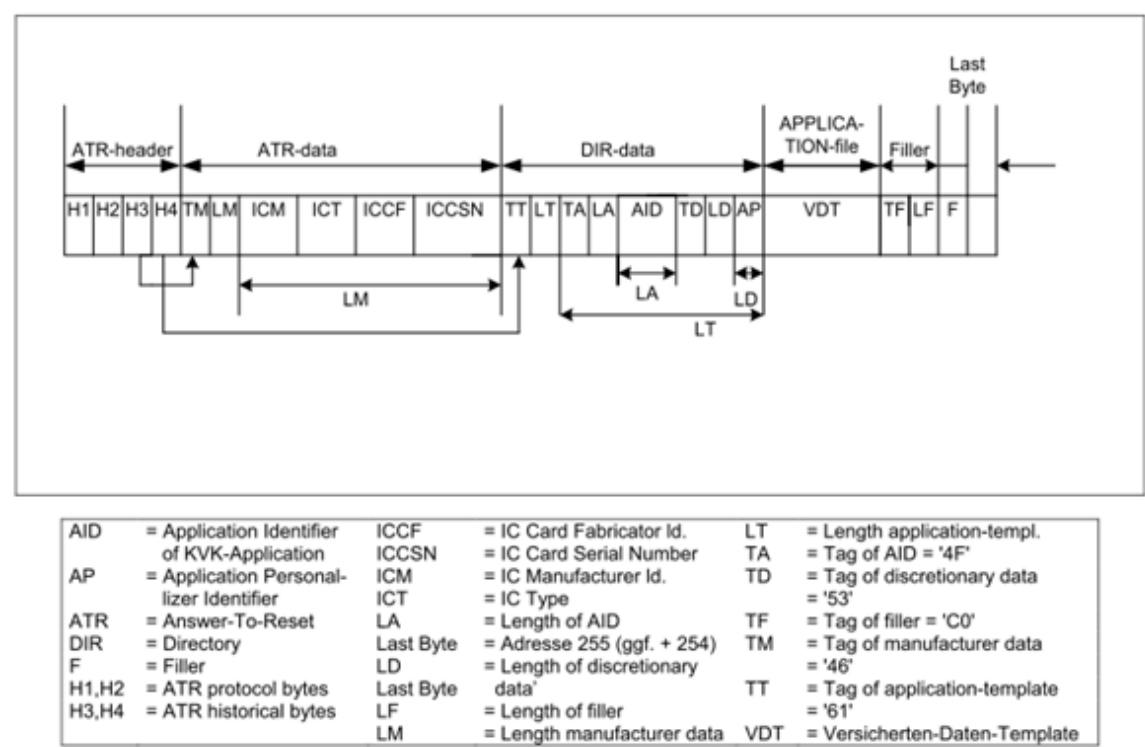 Last
Byte
APPLICA-
TION-file
ATR-header ATR-data DIR-data Filler
H1 H2 H3 H4 TM LM ICM ICT ICCF ICCSN TT LT TA LA AID TD LD AP VDT TF LF F
LM LA LD
LT
AID = Application Identifier ICCF = IC Card Fabricator Id. LT = Length application-templ.
of KVK-Application ICCSN = IC Card Serial Number TA = Tag of AID = '4F'
AP = Application Personal- ICM = IC Manufacturer Id. TD = Tag of discretionary data
lizer Identifier ICT = IC Type = '53'
ATR = Answer-To-Reset LA = Length of AID TF = Tag of filler = 'C0'
DIR = Directory Last Byte = Adresse 255 (ggf. + 254) TM = Tag of manufacturer data
F = Filler LD = Length of discretionary = '46'
H1,H2 = ATR protocol bytes Last Byte data' TT = Tag of application-template
H3,H4 = ATR historical bytes LF = Length of filler = '61'
LM = Length manufacturer data VDT = Versicherten-Daten-Template